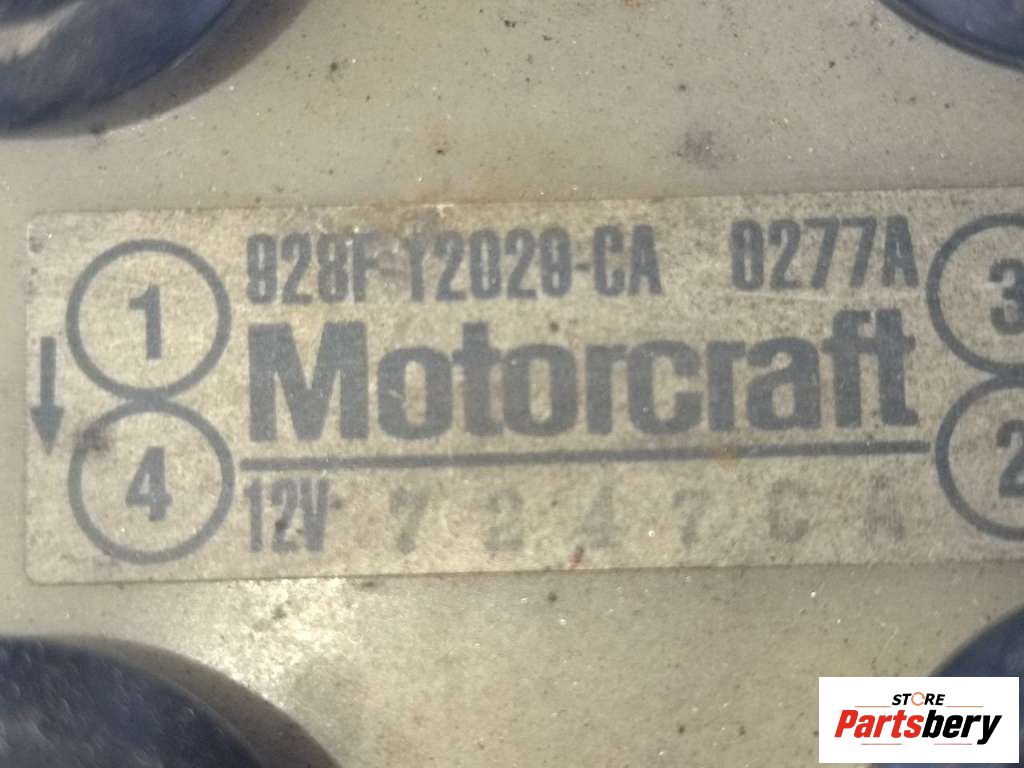 1
4
928F-12029-CA 0277A
Motorcraft
12V 7 2 4 7 C
3
2
STORE
Partsbery